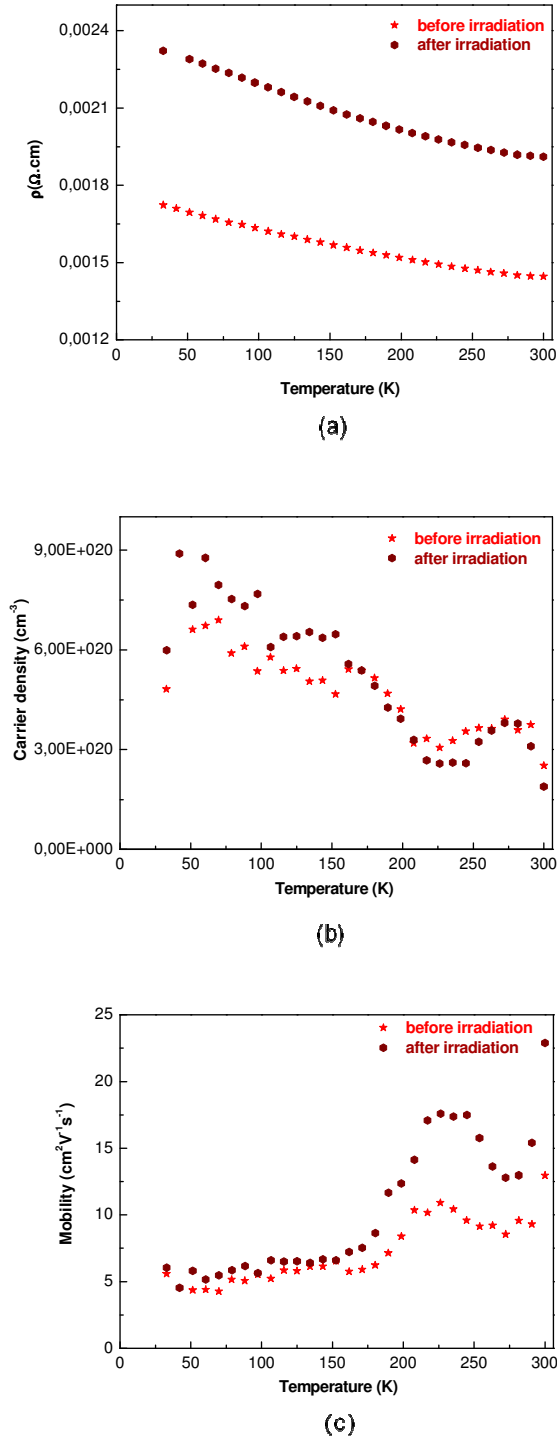 0,0024
before irradiation
after irradiation
0,0021
0,0018
0,0015
0,0012
ρ(Ω.cm)
0 50 100 150 200 250 300
Temperature (K)
(a)
9,00E+020
before irradiation
after irradiation
6,00E+020
3,00E+020
0,00E+000
Carrier density (cm⁻³)
0 50 100 150 200 250 300
Temperature (K)
(b)
25
before irradiation
after irradiation
20
15
10
5
0
Mobility (cm²V⁻¹s⁻¹)
0 50 100 150 200 250 300
Temperature (K)
(c)